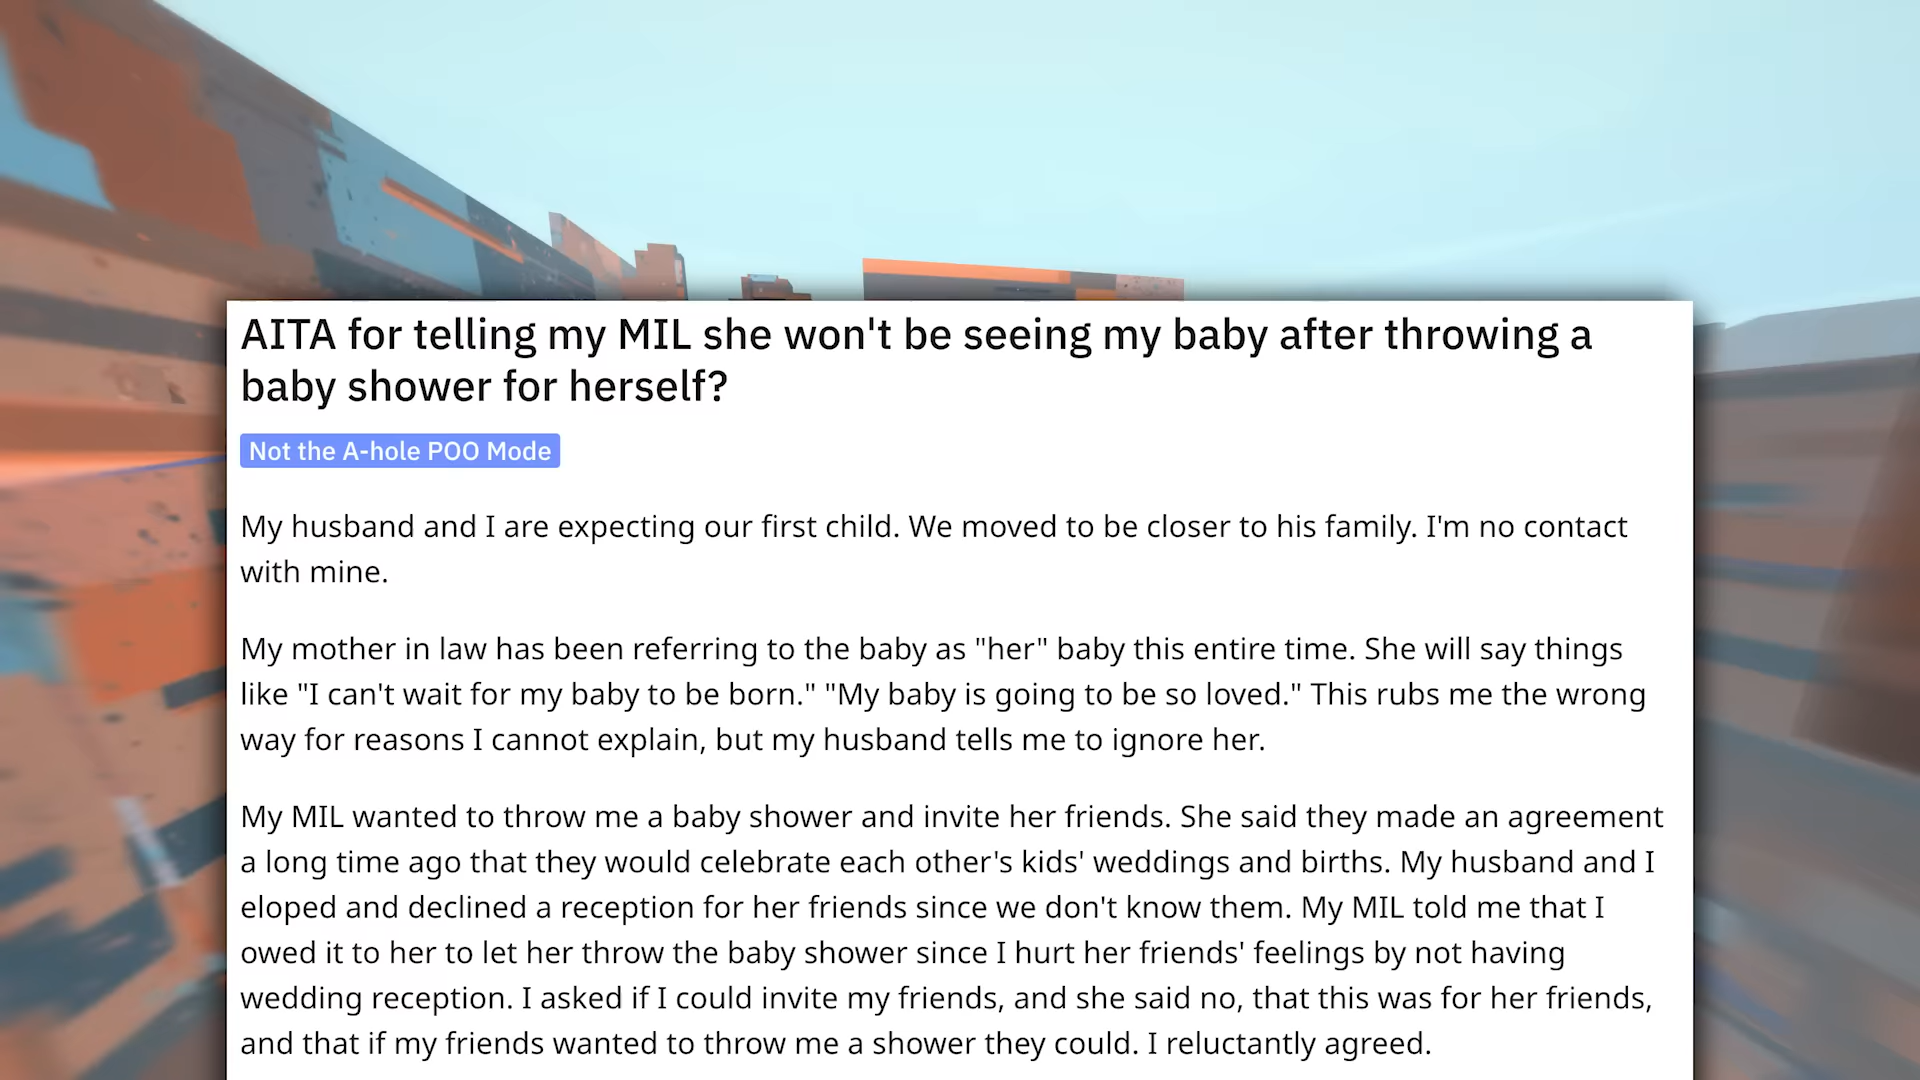 AITA for telling my MIL she won't be seeing my baby after throwing a
baby shower for herself?
Not the A-hole POO Mode
My husband and I are expecting our first child. We moved to be closer to his family. I'm no contact
with mine.
My mother in law has been referring to the baby as "her" baby this entire time. She will say things
like "I can't wait for my baby to be born." "My baby is going to be so loved." This rubs me the wrong
way for reasons I cannot explain, but my husband tells me to ignore her.
My MIL wanted to throw me a baby shower and invite her friends. She said they made an agreement
a long time ago that they would celebrate each other's kids' weddings and births. My husband and I
eloped and declined a reception for her friends since we don't know them. My MIL told me that I
owed it to her to let her throw the baby shower since I hurt her friends' feelings by not having
wedding reception. I asked if I could invite my friends, and she said no, that this was for her friends,
and that if my friends wanted to throw me a shower they could. I reluctantly agreed.